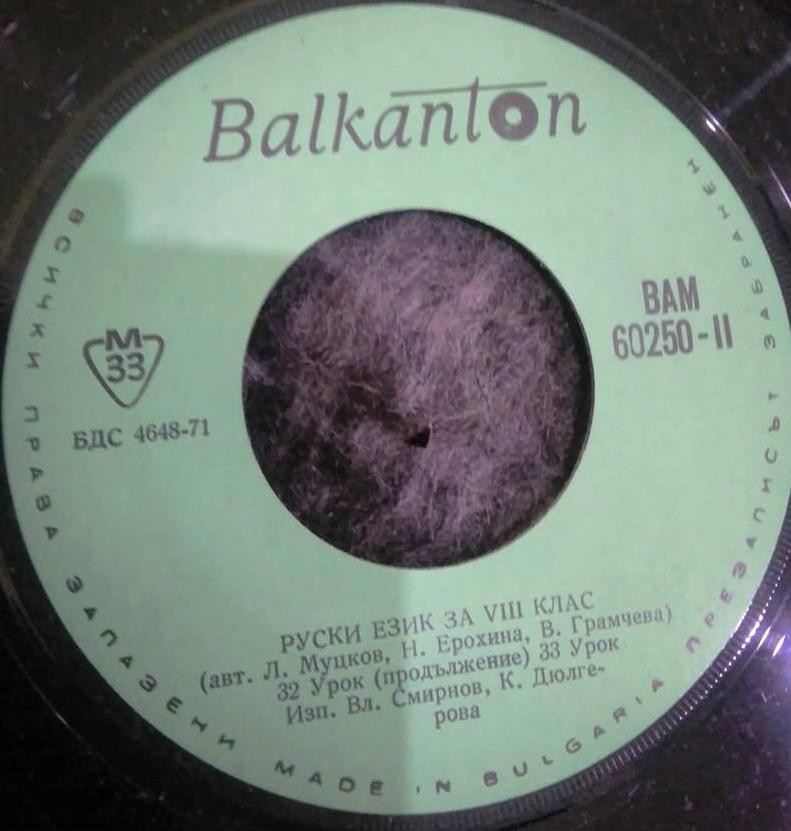 Balkanton
ВСИЧКИ ПРАВА ЗАПАЗЕНИ MADE IN BULGARIA ПРЕЗАПИСЪТ ЗАБРАНЕН
М
33
БДС 4648-71
ВАМ
60250-II
РУСКИ ЕЗИК ЗА VIII КЛАС
(авт. Л. Муцков, Н. Ерохина, В. Грамчева)
32 Урок (продължение) 33 Урок
Изп. Вл. Смирнов, К. Дюлге-
рова